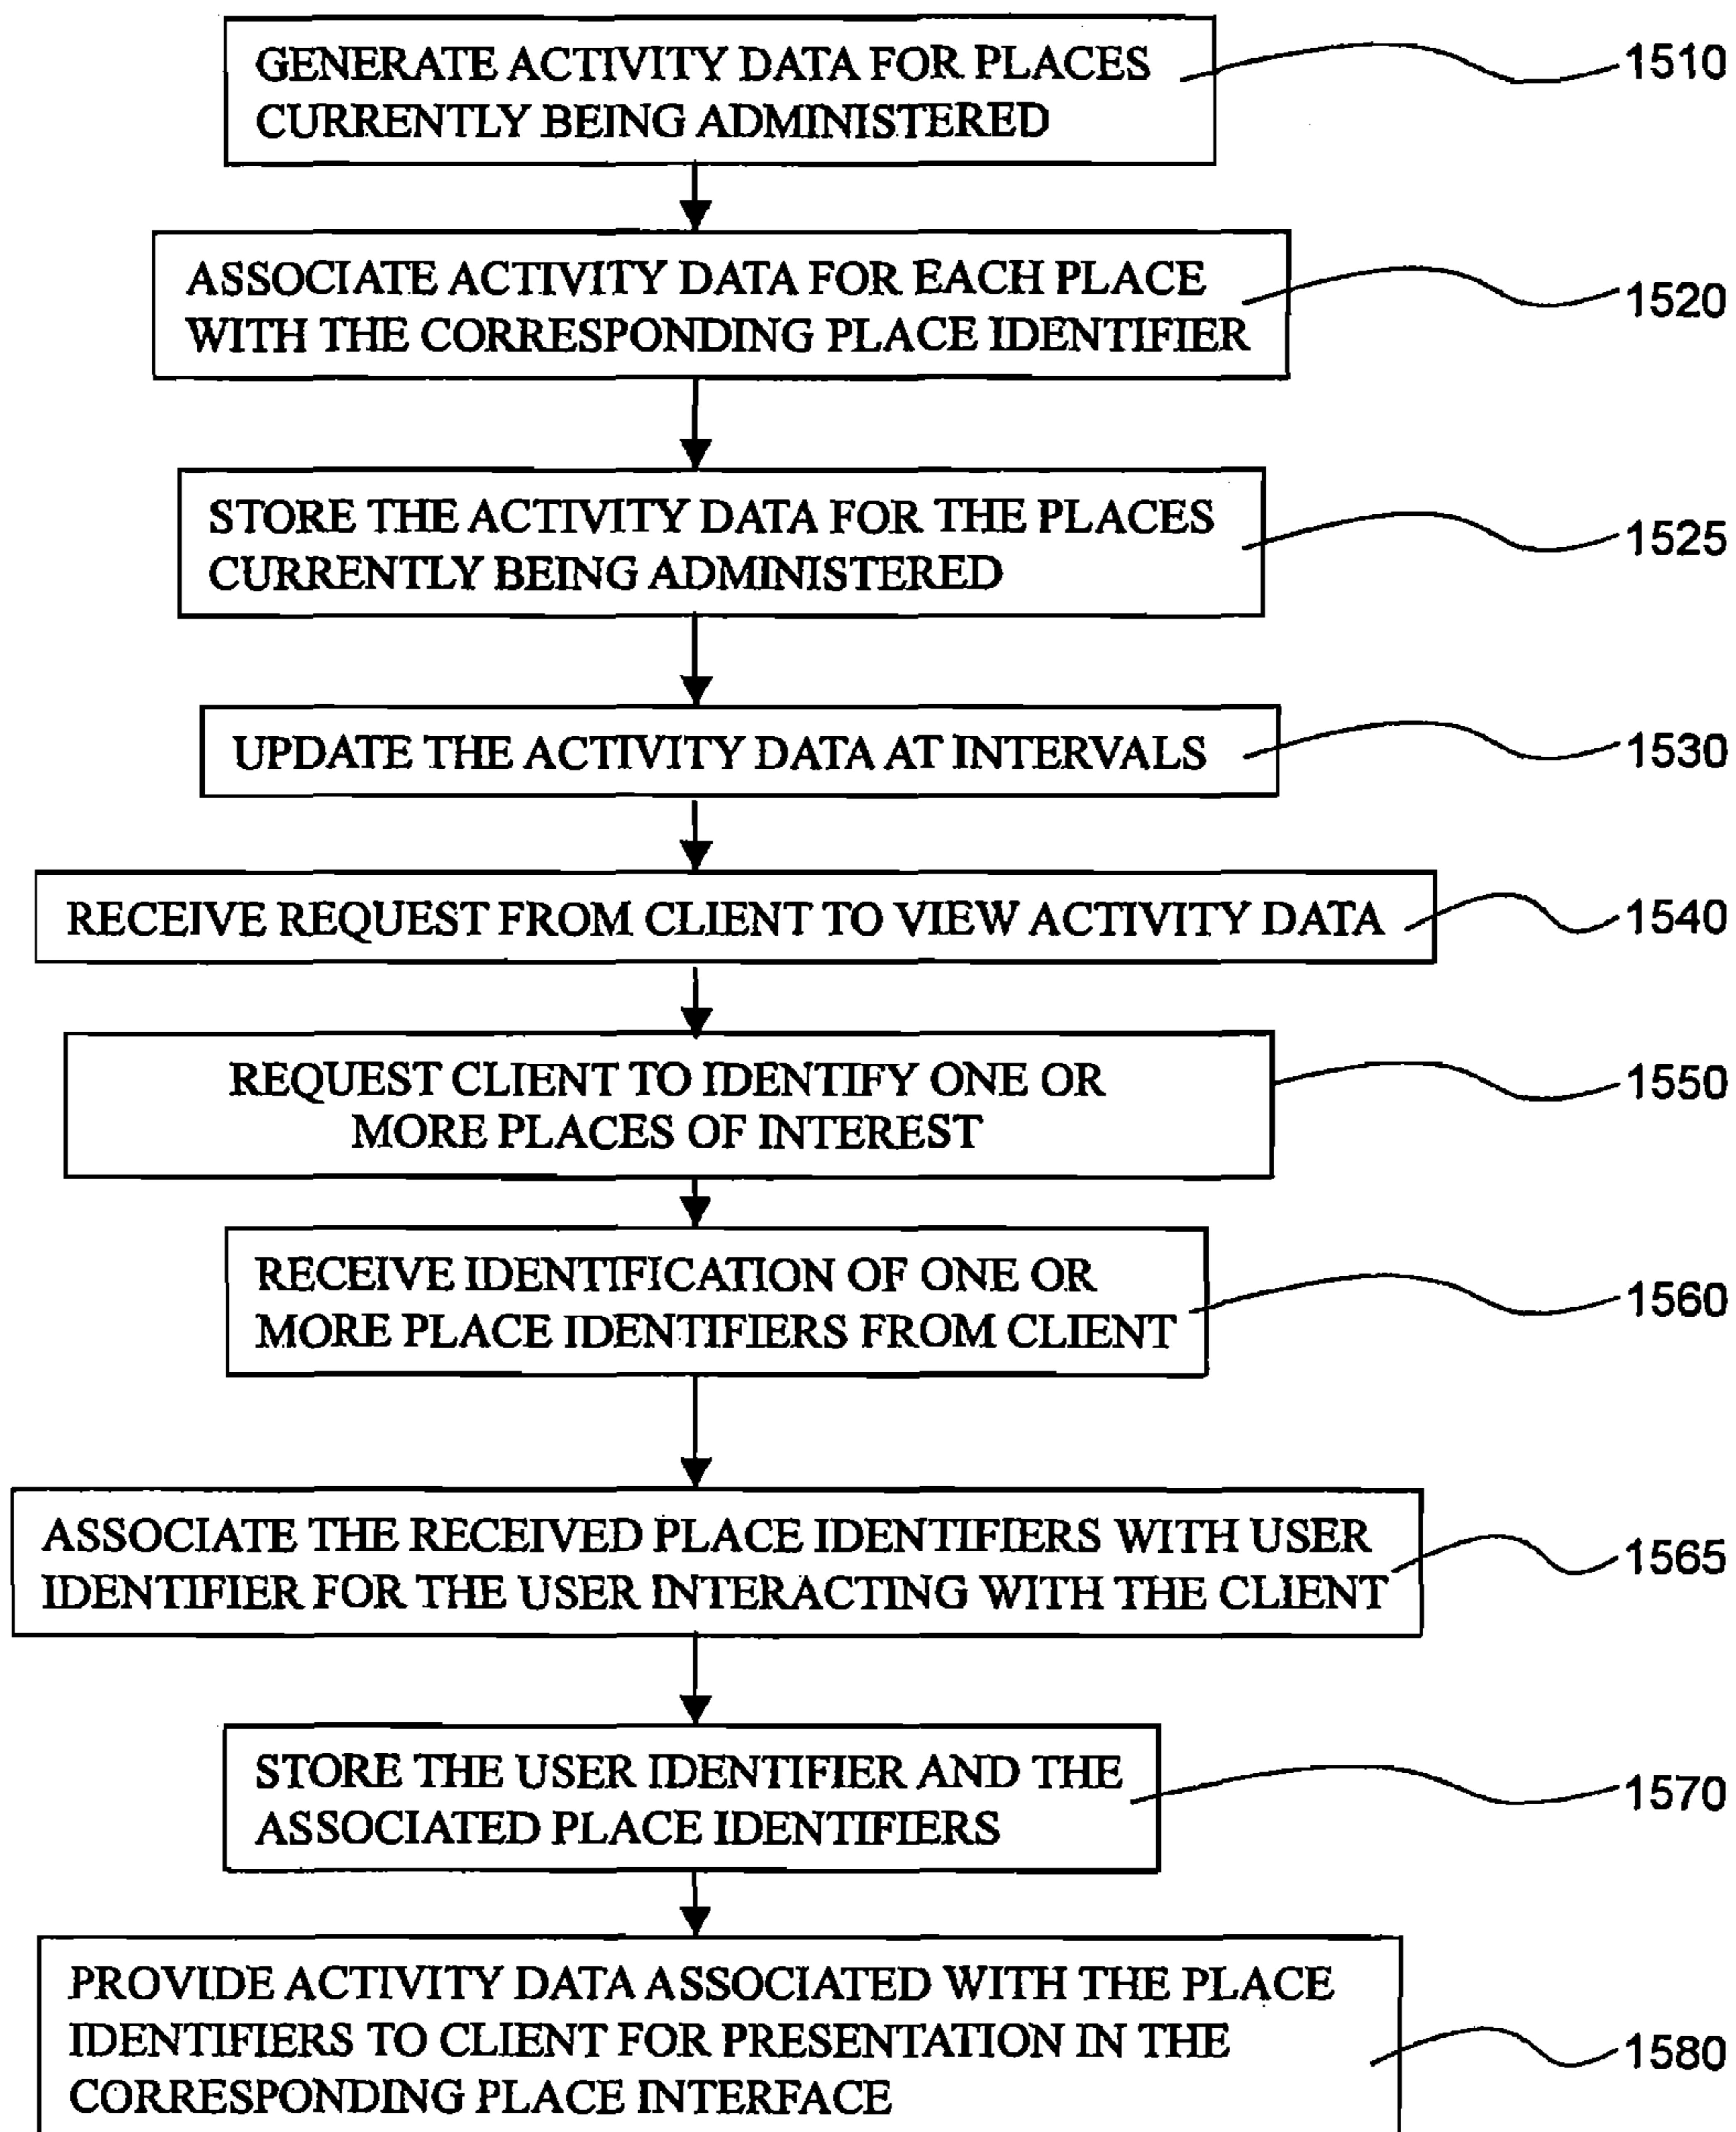 GENERATE ACTIVITY DATA FOR PLACES
CURRENTLY BEING ADMINISTERED
1510
ASSOCIATE ACTIVITY DATA FOR EACH PLACE
WITH THE CORRESPONDING PLACE IDENTIFIER
1520
STORE THE ACTIVITY DATA FOR THE PLACES
CURRENTLY BEING ADMINISTERED
1525
UPDATE THE ACTIVITY DATA AT INTERVALS
1530
RECEIVE REQUEST FROM CLIENT TO VIEW ACTIVITY DATA
1540
REQUEST CLIENT TO IDENTIFY ONE OR
MORE PLACES OF INTEREST
1550
RECEIVE IDENTIFICATION OF ONE OR
MORE PLACE IDENTIFIERS FROM CLIENT
1560
ASSOCIATE THE RECEIVED PLACE IDENTIFIERS WITH USER
IDENTIFIER FOR THE USER INTERACTING WITH THE CLIENT
1565
STORE THE USER IDENTIFIER AND THE
ASSOCIATED PLACE IDENTIFIERS
1570
PROVIDE ACTIVITY DATA ASSOCIATED WITH THE PLACE
IDENTIFIERS TO CLIENT FOR PRESENTATION IN THE
CORRESPONDING PLACE INTERFACE
1580